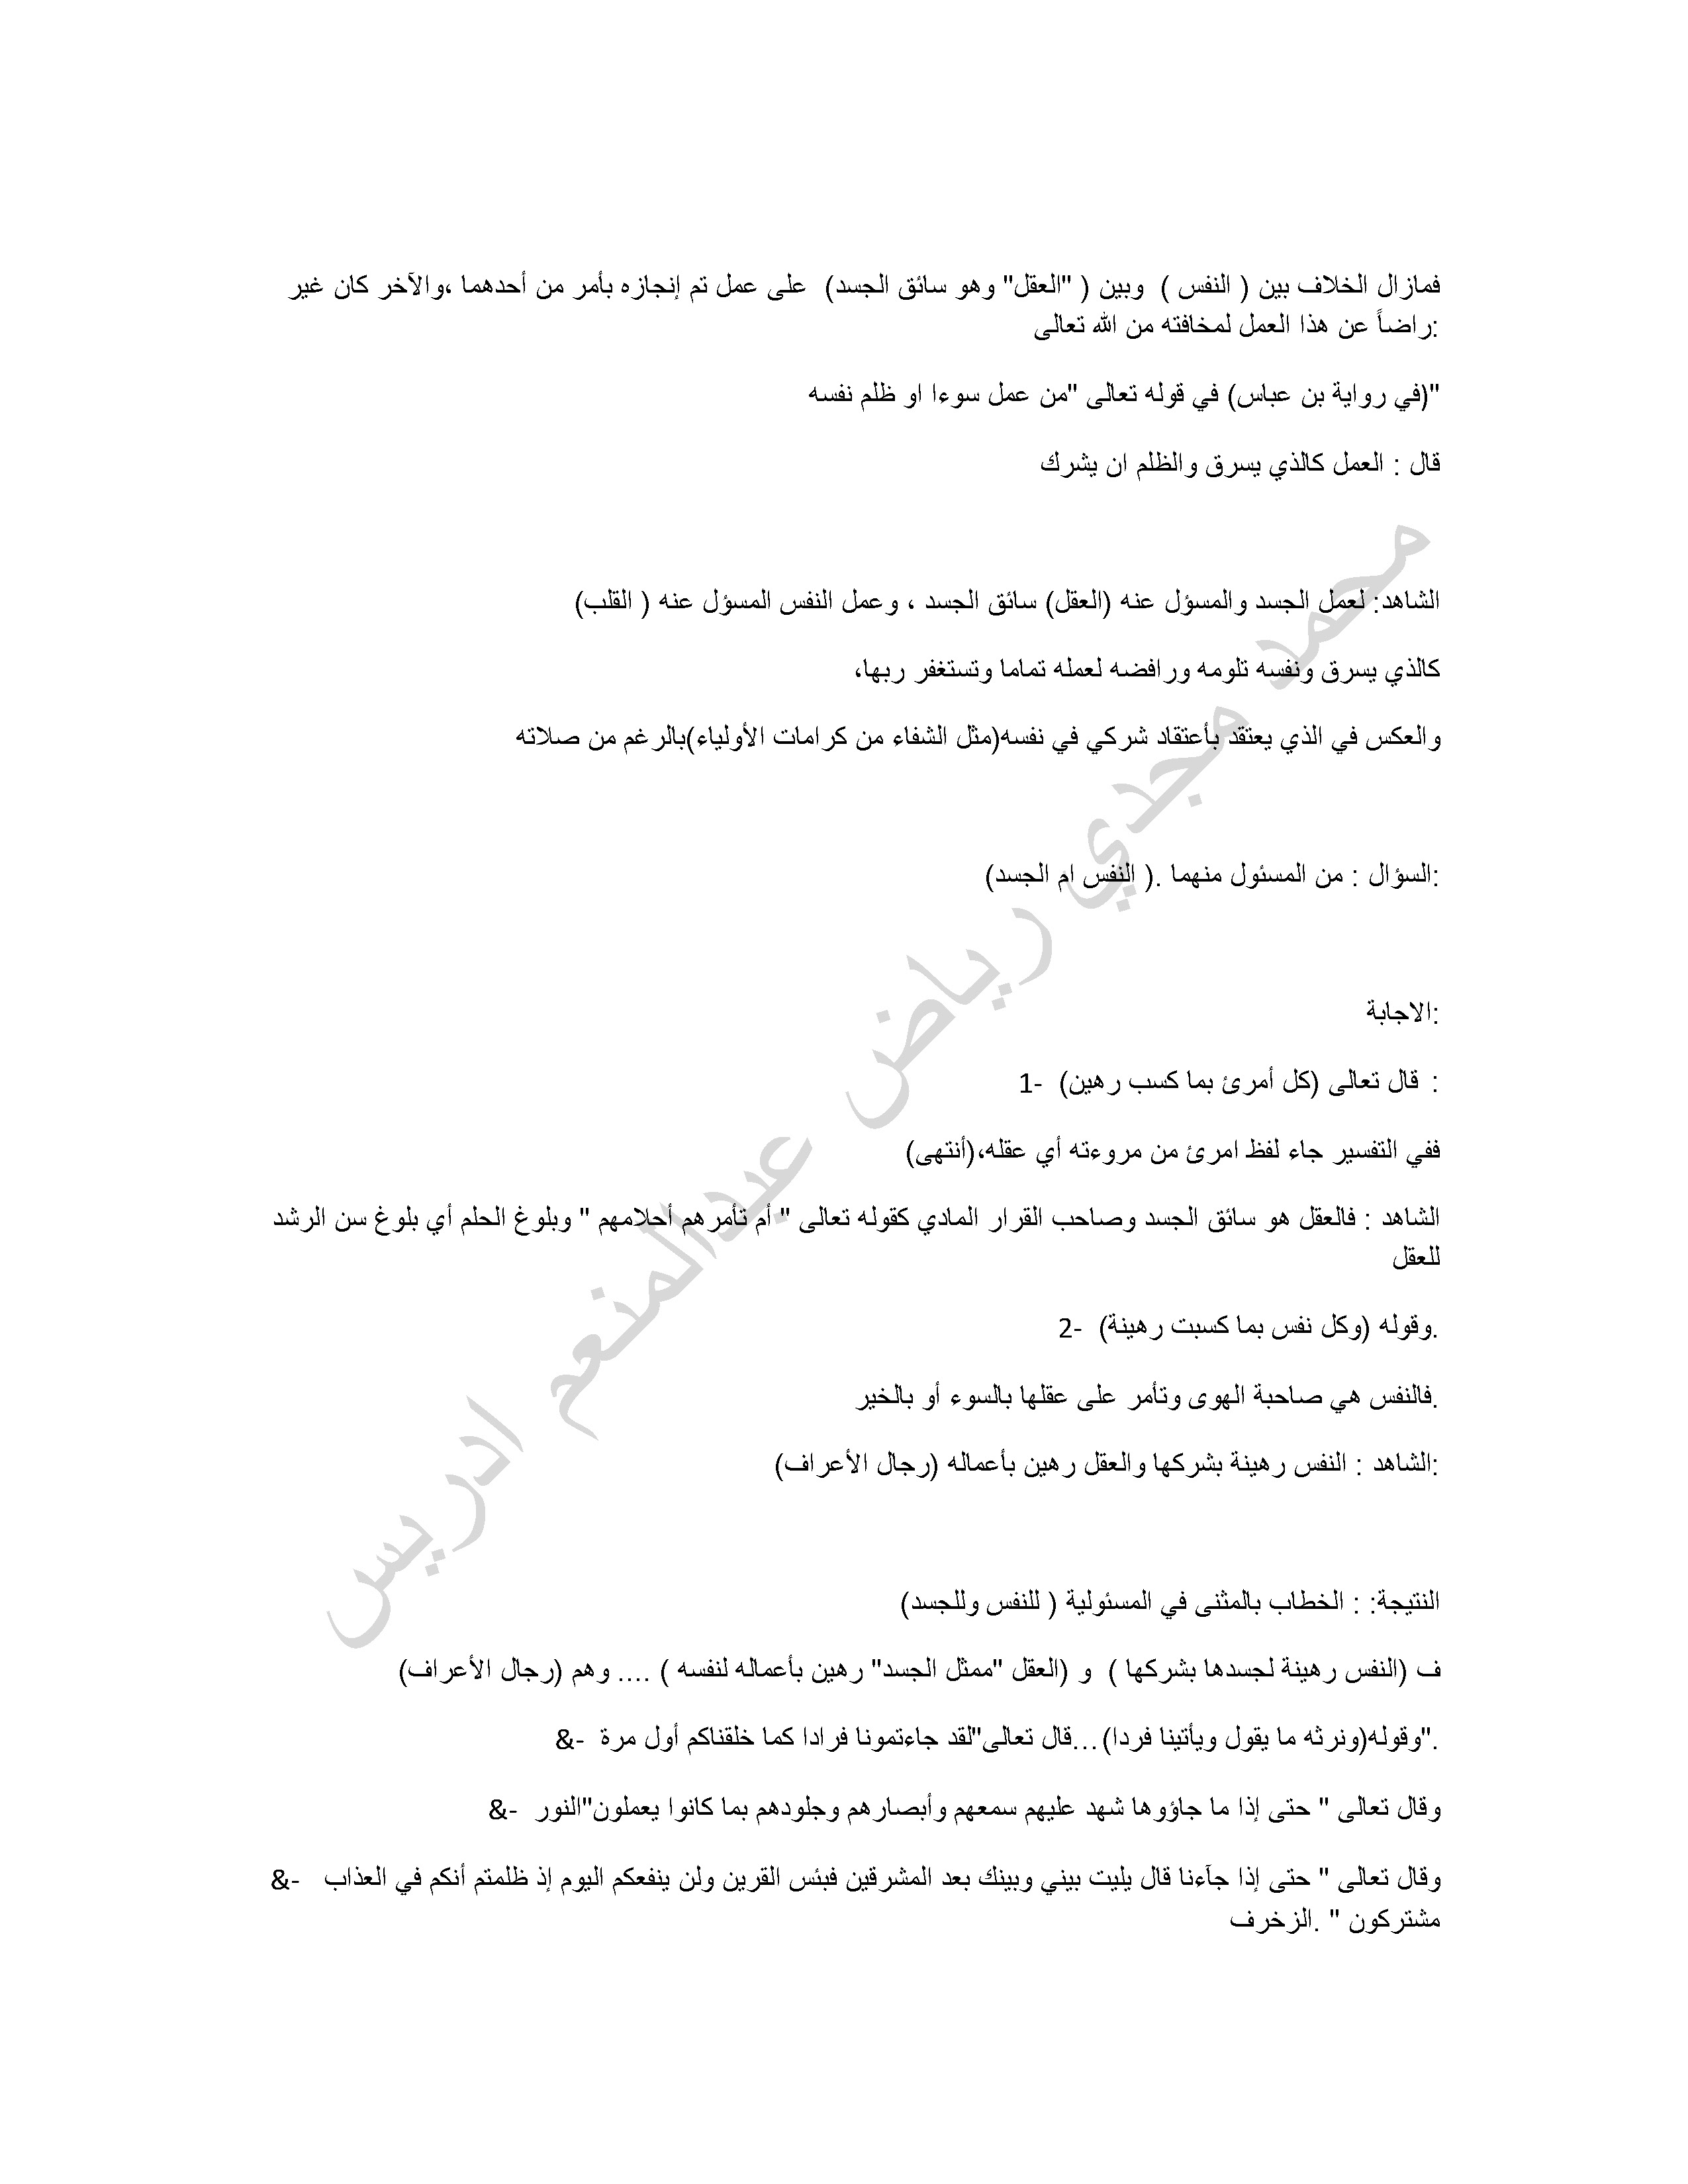 فمازال الخلاف بين ( النفس ) وبين ( "العقل" وهو سائق الجسد) على عمل تم إنجازه بأمر من أحدهما ،والآخر كان غير
راضاً عن هذا العمل لمخافته من الله تعالى:
"(في رواية بن عباس) في قوله تعالى "من عمل سوءا او ظلم نفسه
قال : العمل كالذي يسرق والظلم ان يشرك
الشاهد: لعمل الجسد والمسؤل عنه (العقل) سائق الجسد ، وعمل النفس المسؤل عنه ( القلب)
كالذي يسرق ونفسه تلومه ورافضه لعمله تماما وتستغفر ربها،
والعكس في الذي يعتقد بأعتقاد شركي في نفسه(مثل الشفاء من كرامات الأولياء)بالرغم من صلاته
:السؤال : من المسئول منهما .( النفس ام الجسد)
:الاجابة
: قال تعالى (كل أمرئ بما كسب رهين) -1
ففي التفسير جاء لفظ امرئ من مروءته أي عقله،(أنتهى)
الشاهد : فالعقل هو سائق الجسد وصاحب القرار المادي كقوله تعالى " أم تأمرهم أحلامهم " وبلوغ الحلم أي بلوغ سن الرشد
للعقل
.وقوله (وكل نفس بما كسبت رهينة) -2
.فالنفس هي صاحبة الهوى وتأمر على عقلها بالسوء أو بالخير
:الشاهد : النفس رهينة بشركها والعقل رهين بأعماله (رجال الأعراف)
النتيجة: : الخطاب بالمثنى في المسئولية ( للنفس وللجسد)
ف (النفس رهينة لجسدها بشركها ) و (العقل "ممثل الجسد" رهين بأعماله لنفسه ) .... وهم (رجال الأعراف)
."وقوله(ونرثه ما يقول ويأتينا فردا)...قال تعالى"لقد جاءتمونا فرادا كما خلقناكم أول مرة -&
وقال تعالى " حتى إذا ما جاؤوها شهد عليهم سمعهم وأبصارهم وجلودهم بما كانوا يعملون"النور -&
وقال تعالى " حتى إذا جآءنا قال يليت بيني وبينك بعد المشرقين فبئس القرين ولن ينفعكم اليوم إذ ظلمتم أنكم في العذاب -&
مشتركون " .الزخرف
محمد مجدي رياض عبدالمنعم ادريس